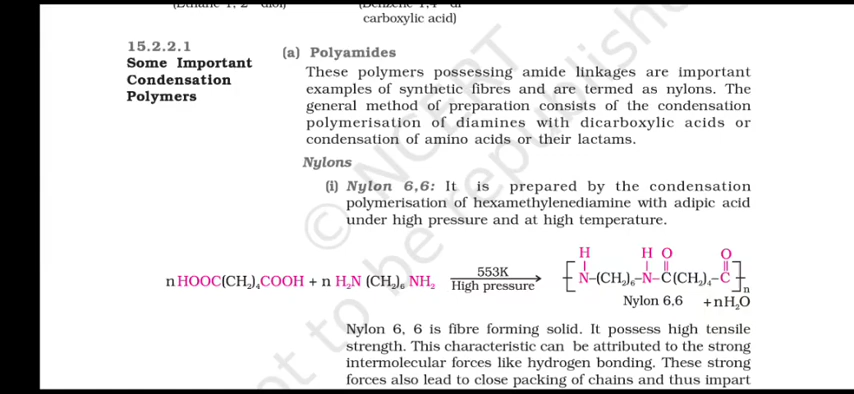 carboxylic acid)
15.2.2.1
Some Important
Condensation
Polymers
(a) Polyamides
These polymers possessing amide linkages are important
examples of synthetic fibres and are termed as nylons. The
general method of preparation consists of the condensation
polymerisation of diamines with dicarboxylic acids or
condensation of amino acids or their lactams.
Nylons
(i) Nylon 6,6: It is prepared by the condensation
polymerisation of hexamethylenediamine with adipic acid
under high pressure and at high temperature.
H H O O
n HOOC(CH₂)₄COOH + n H₂N (CH₂)₆ NH₂ 553K [ N–(CH₂)₆–N–C(CH₂)₄–C ]n
High pressure
Nylon 6,6 +nH₂O
Nylon 6, 6 is fibre forming solid. It possess high tensile
strength. This characteristic can be attributed to the strong
intermolecular forces like hydrogen bonding. These strong
forces also lead to close packing of chains and thus impart
© NCERT
not to be republished